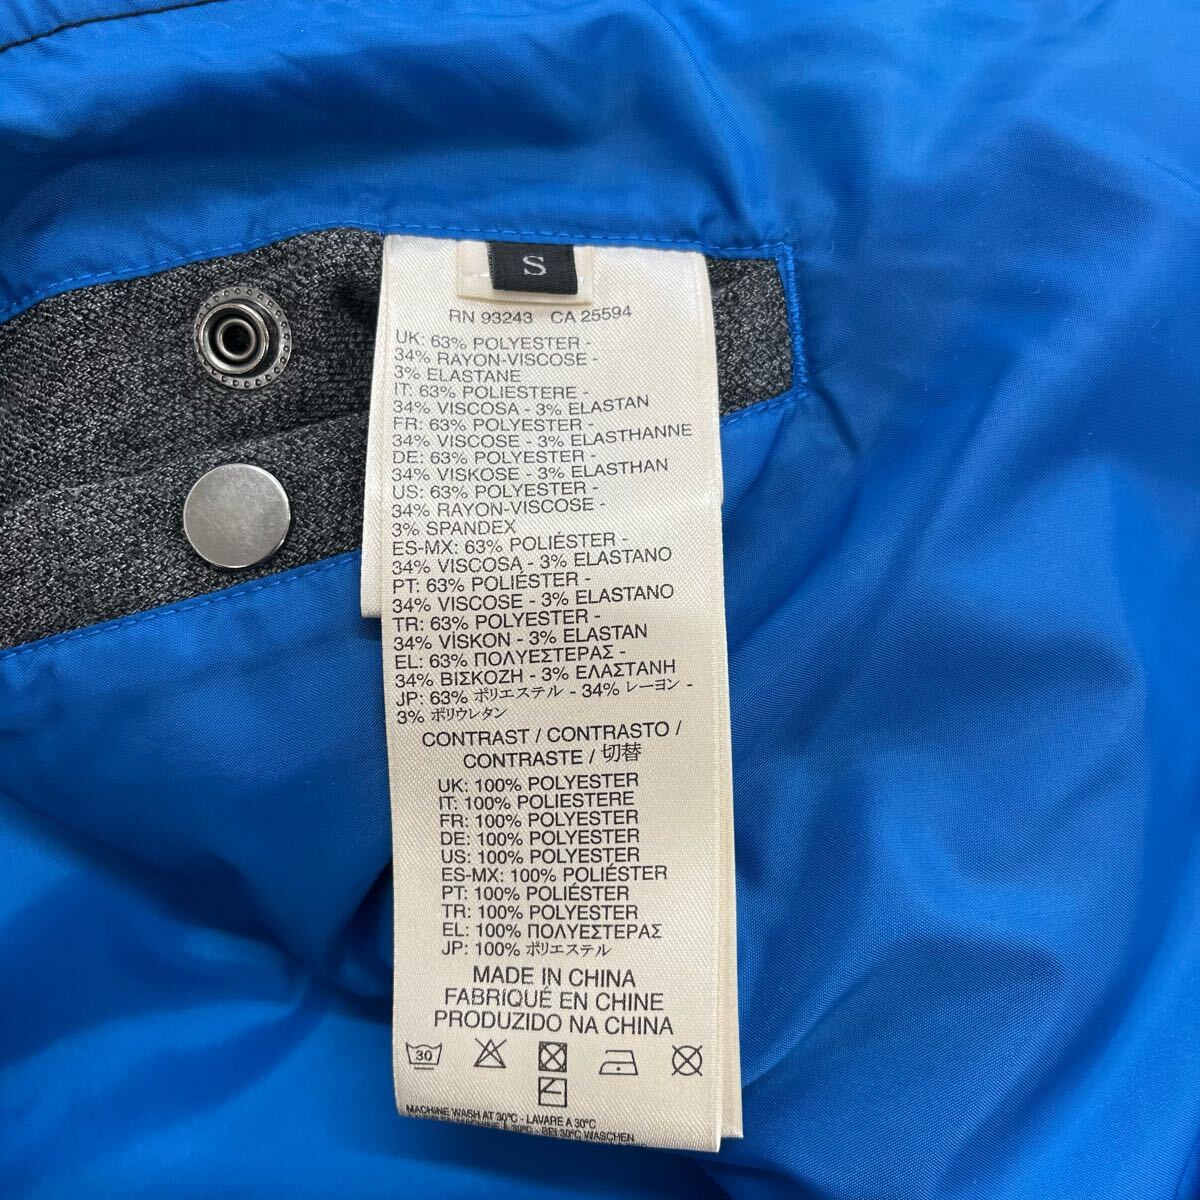 S
RN 93243 CA 25594
UK: 63% POLYESTER -
34% RAYON-VISCOSE -
3% ELASTANE
IT: 63% POLIESTERE -
34% VISCOSA - 3% ELASTAN
FR: 63% POLYESTER -
34% VISCOSE - 3% ELASTHANNE
DE: 63% POLYESTER -
34% VISKOSE - 3% ELASTHAN
US: 63% POLYESTER -
34% RAYON-VISCOSE -
3% SPANDEX
ES-MX: 63% POLIÉSTER -
34% VISCOSA - 3% ELASTANO
PT: 63% POLIÉSTER -
34% VISCOSE - 3% ELASTANO
TR: 63% POLYESTER -
34% VİSKON - 3% ELASTAN
EL: 63% ΠΟΛΥΕΣΤΕΡΑΣ -
34% ΒΙΣΚΟΖΗ - 3% ΕΛΑΣΤΑΝΗ
JP: 63% ポリエステル - 34% レーヨン -
3% ポリウレタン
CONTRAST / CONTRASTO /
CONTRASTE / 切替
UK: 100% POLYESTER
IT: 100% POLIESTERE
FR: 100% POLYESTER
DE: 100% POLYESTER
US: 100% POLYESTER
ES-MX: 100% POLIÉSTER
PT: 100% POLIÉSTER
TR: 100% POLYESTER
EL: 100% ΠΟΛΥΕΣΤΕΡΑΣ
JP: 100% ポリエステル
MADE IN CHINA
FABRIQUÉ EN CHINE
PRODUZIDO NA CHINA
30
MACHINE WASH AT 30°C - LAVARE A 30°C
30°C - BEI 30°C WASCHEN